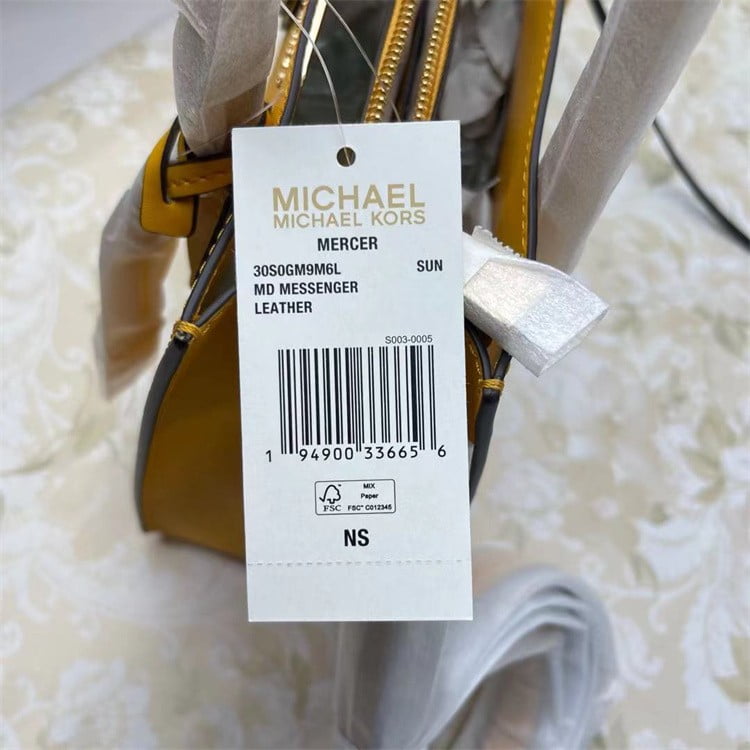 MICHAEL
MICHAEL KORS
MERCER
30S0GM9M6L SUN
MD MESSENGER
LEATHER
S003-0005
1 94900 33665 6
FSC
MIX
Paper
FSC™ C012345
NS